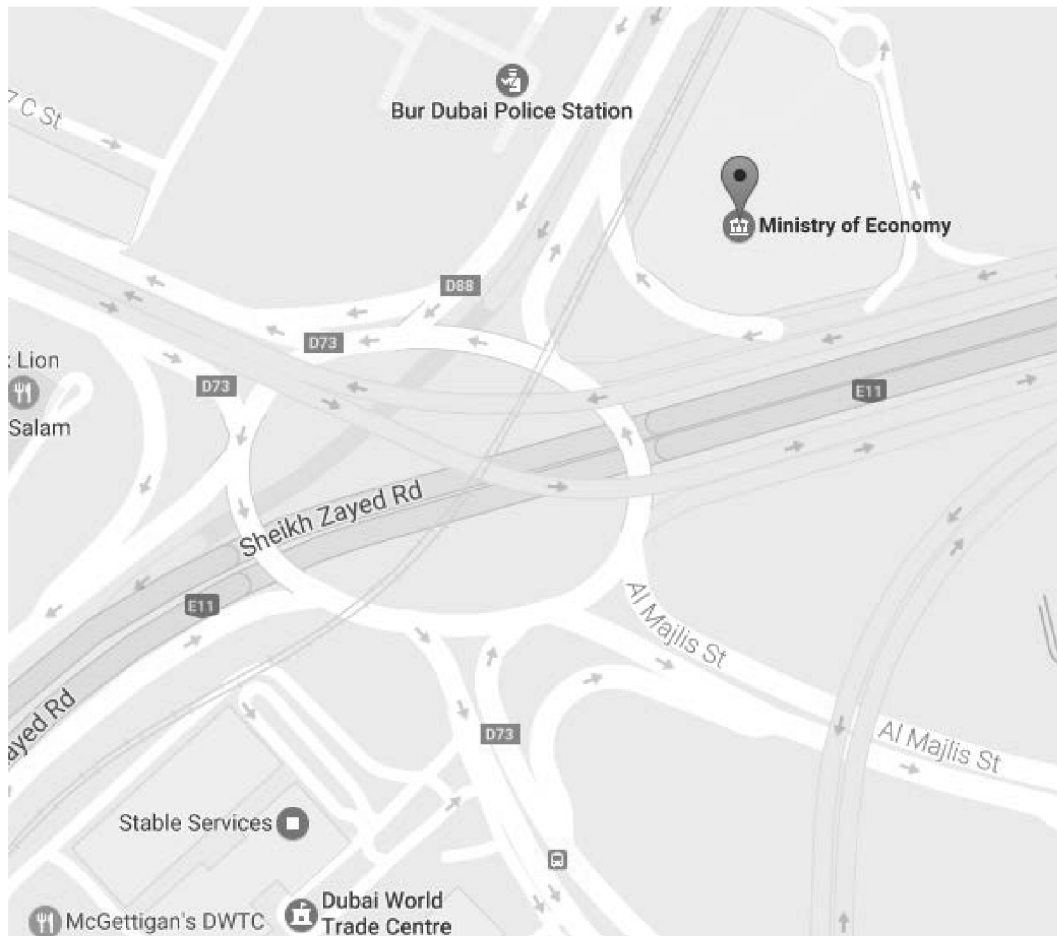 7 C St
Bur Dubai Police Station
Ministry of Economy
D88
D73
Lion
Salam
D73
E11
Sheikh Zayed Rd
E11
Al Majlis St
ayed Rd
D73
Al Majlis St
Stable Services
McGettigan's DWTC
Dubai World
Trade Centre